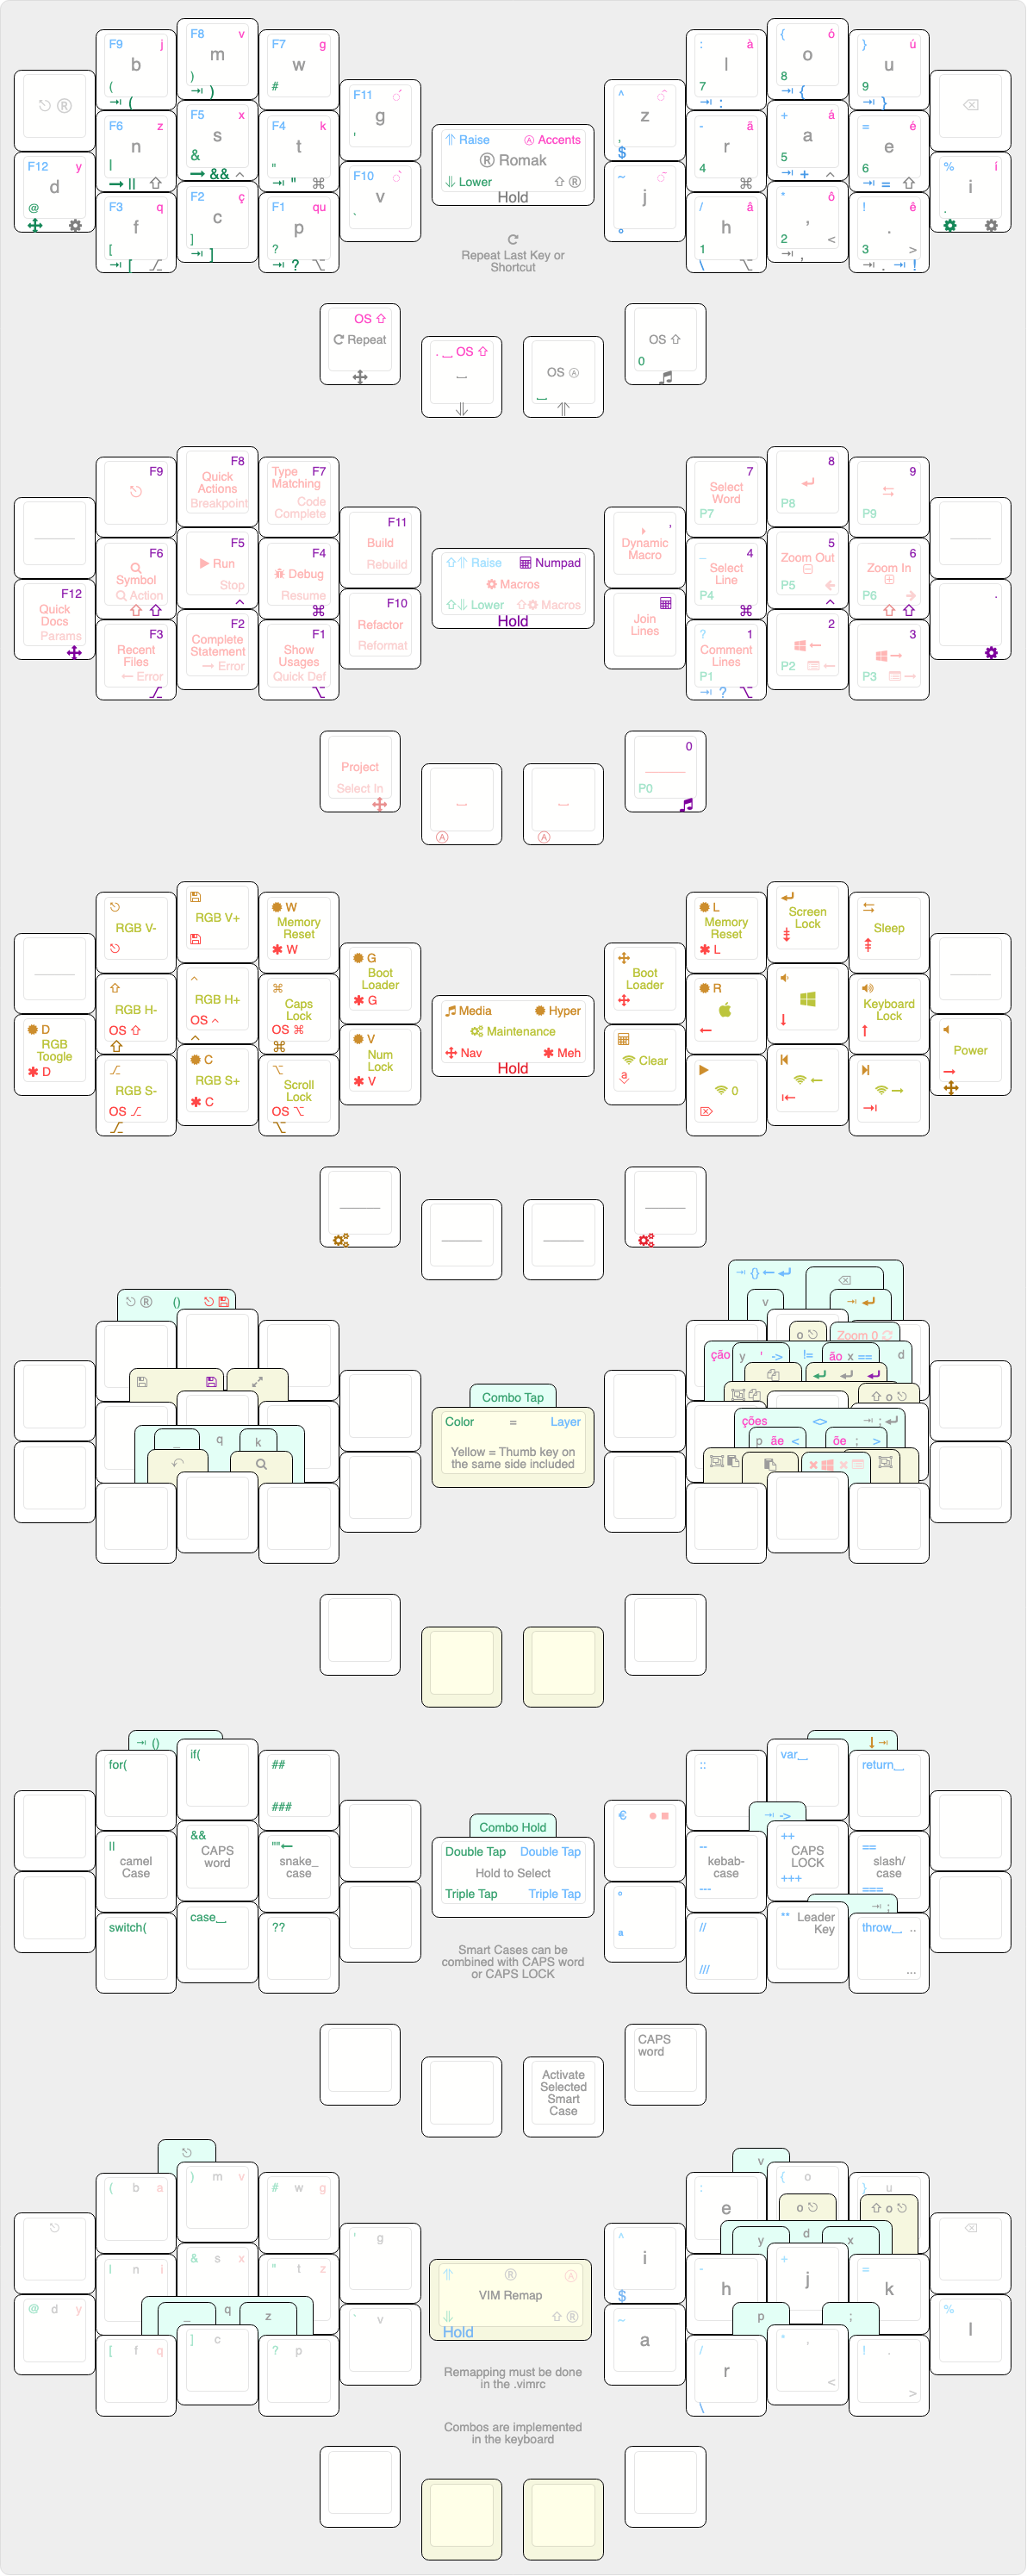 F9 j
b
(
⇥ (
F8 v
m
)
⇥ )
F7 g
w
#
F11
g
'
®
F6 z
n
|
→ ||
F5 x
s
&
→ && ^
F4 k
t
"
⇥ " ⌘
F10
v
`
F12 y
d
@
F3 q
f
[
⇥ [
F2 ç
c
]
⇥ ]
F1 qu
p
?
⇥ ? ⌥
Raise Ⓐ Accents
® Romak
Lower ⇧ ®
Hold
Repeat Last Key or
Shortcut
^
z
,
$
: à
l
7
⇥ :
{ ó
o
8
⇥ {
} ú
u
9
⇥ }
~
j
°
- ã
r
4
⌘
+ á
a
5
⇥ + ^
= é
e
6
⇥ = ⇧
% i
i
.
/ â
h
1
\ ⌥
* ô
,
2 <
⇥ ,
! ê
.
3 >
⇥ . ⇥ !
OS ⇧
Repeat
. ⎵ OS ⇧
⎵
OS Ⓐ
⎵
OS ⇧
0
F9
F8
Quick
Actions
Breakpoint
Type F7
Matching
Code
Complete
F11
Build
Rebuild
F6
Symbol
Action
F5
Run
Stop
^
F4
Debug
Resume
⌘
F10
Refactor
Reformat
F12
Quick
Docs
Params
F3
Recent
Files
← Error
F2
Complete
Statement
→ Error
F1
Show
Usages
Quick Def
⌥
Raise Numpad
Macros
Lower Macros
Hold
'
Dynamic
Macro
7
Select
Word
P7
8
P8
9
P9
Join
Lines
_ 4
Select
Line
P4
⌘
5
Zoom Out
P5 ←
^
6
Zoom In
P6 →
.
? 1
Comment
Lines
P1
⇥ ? ⌥
2
P2
3
P3
Project
Select In
⎵
Ⓐ
⎵
Ⓐ
0
P0
RGB V-
RGB V+
W
Memory
Reset
✱ W
G
Boot
Loader
✱ G
RGB H-
OS ⇧
^
RGB H+
OS ^
^
⌘
Caps
Lock
OS ⌘
⌘
V
Num
Lock
✱ V
D
RGB
Toogle
✱ D
RGB S-
OS
C
RGB S+
✱ C
⌥
Scroll
Lock
OS ⌥
⌥
Media Hyper
Maintenance
Nav ✱ Meh
Hold
Boot
Loader
L
Memory
Reset
✱ L
Screen
Lock
Sleep
Clear
a
R
←
↓
Keyboard
Lock
↑
Power
→
0
←
→
® ()
q
_ k
Combo Tap
Color = Layer
Yellow = Thumb key on
the same side included
⇥ {} ← ↵
v ⇥ ↵
o Zoom 0
ção y ' -> != ão x == d
⇧ o
ções <> ⇥ ; ↵
p ãe < õe ; >
⇥ ()
for(
if(
##
###
||
camel
Case
&&
CAPS
word
""←
snake_
case
switch(
case⎵
??
Combo Hold
Double Tap Double Tap
Hold to Select
Triple Tap Triple Tap
Smart Cases can be
combined with CAPS word
or CAPS LOCK
€
::
var⎵
return⎵
⇥ ->
º
ª
--
kebab-
case
---
++
CAPS
LOCK
+++
==
slash/
case
===
⇥ ;
//
///
** Leader
Key
throw⎵ ..
...
Activate
Selected
Smart
Case
CAPS
word
( b a
) m v
# w g
' g
| n i
& s x
" t z
` v
@ d y
_ q z
[ f q
] c
? p
® Ⓐ
VIM Remap
⇧ ®
Hold
Remapping must be done
in the .vimrc
Combos are implemented
in the keyboard
v
^
i
$
:
e
{ o
o
} u
⇧ o
y d x
~
a
-
h
+
j
=
k
%
l
p ;
/
r
\
* ,
<
! .
>